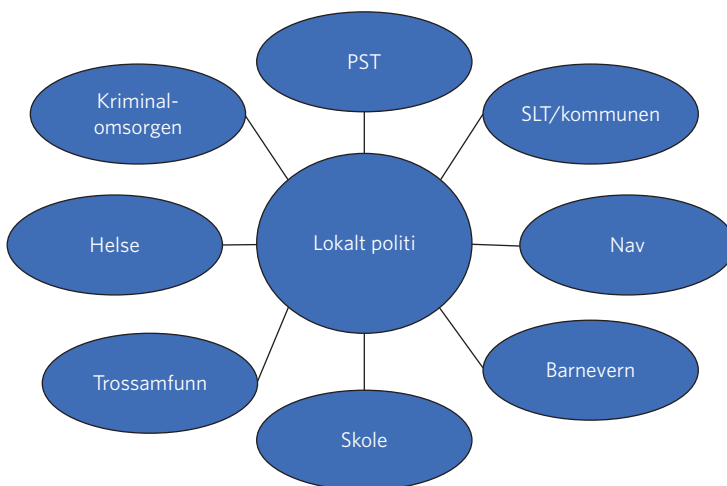 PST
Kriminal-
omsorgen
SLT/kommunen
Helse
Lokalt politi
Nav
Trossamfunn
Barnevern
Skole